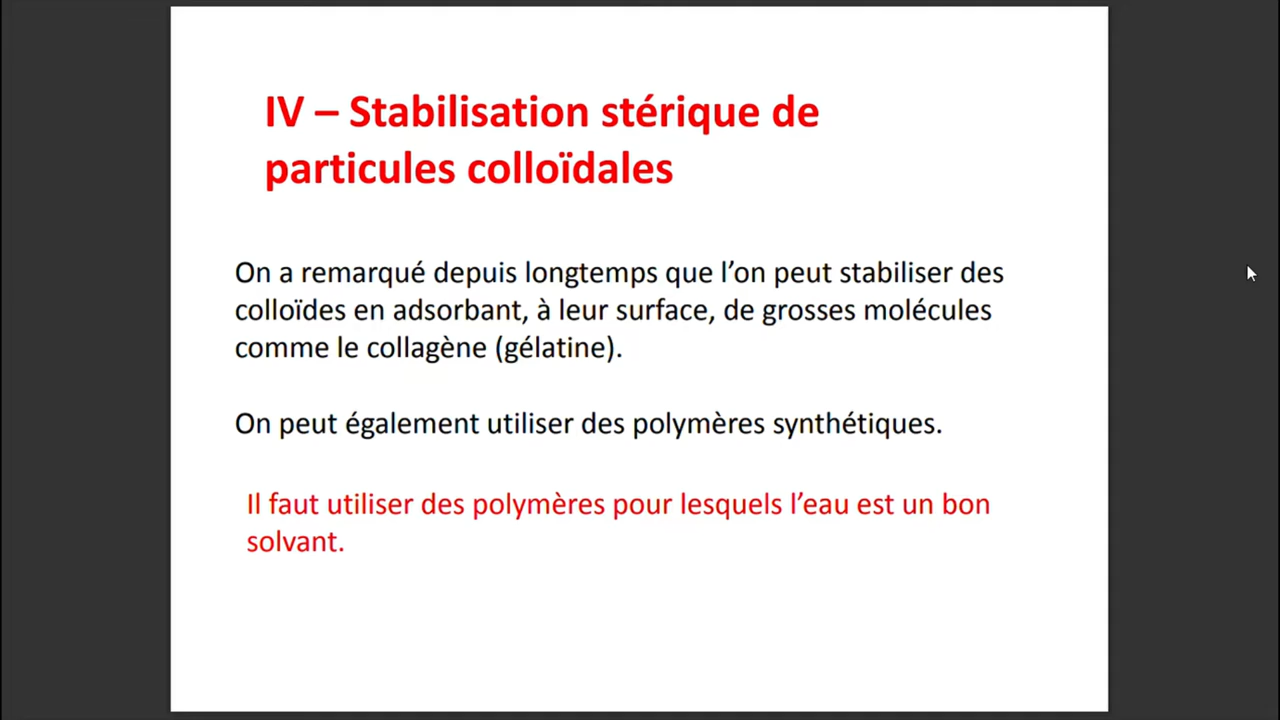 IV – Stabilisation stérique de
particules colloïdales
On a remarqué depuis longtemps que l’on peut stabiliser des
colloïdes en adsorbant, à leur surface, de grosses molécules
comme le collagène (gélatine).
On peut également utiliser des polymères synthétiques.
Il faut utiliser des polymères pour lesquels l’eau est un bon
solvant.